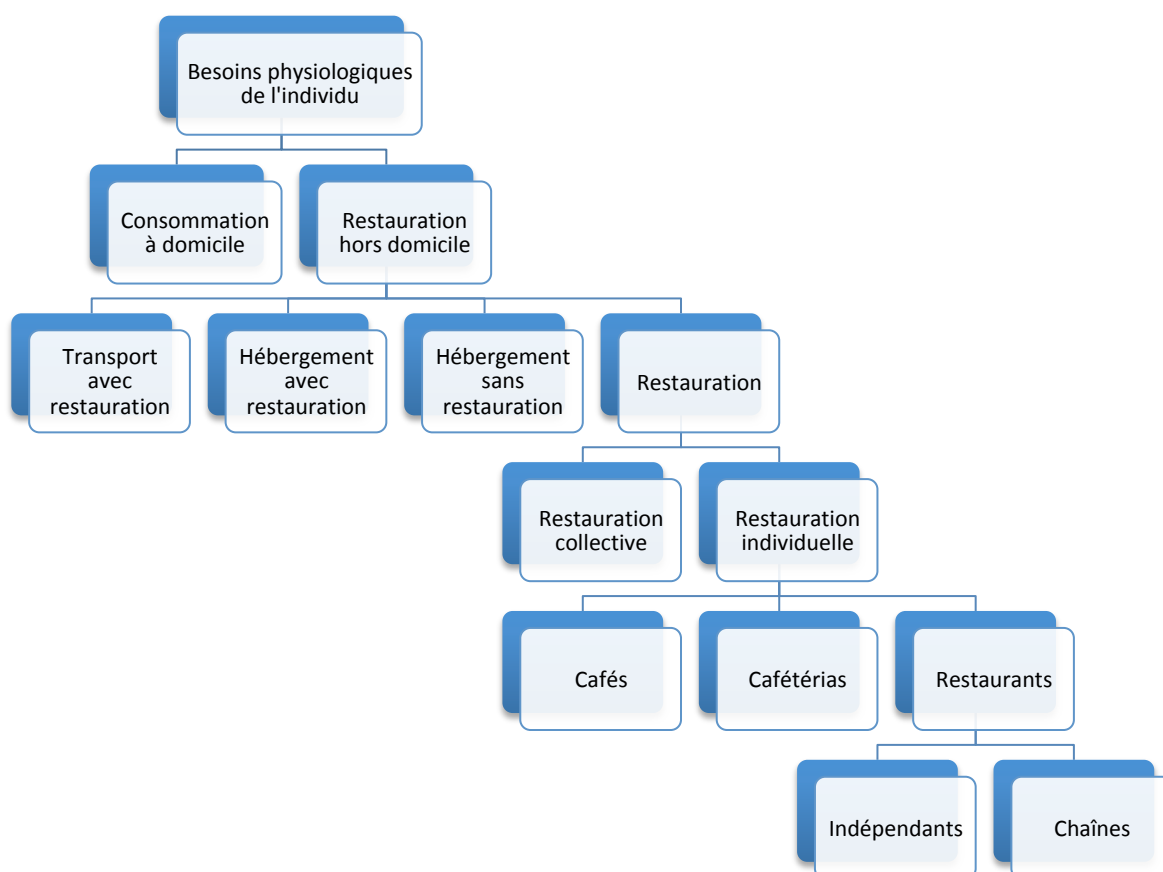 Besoins physiologiques
de l'individu
Consommation
à domicile
Restauration
hors domicile
Transport
avec
restauration
Hébergement
avec
restauration
Hébergement
sans
restauration
Restauration
Restauration
collective
Restauration
individuelle
Cafés
Cafétérias
Restaurants
Indépendants
Chaînes